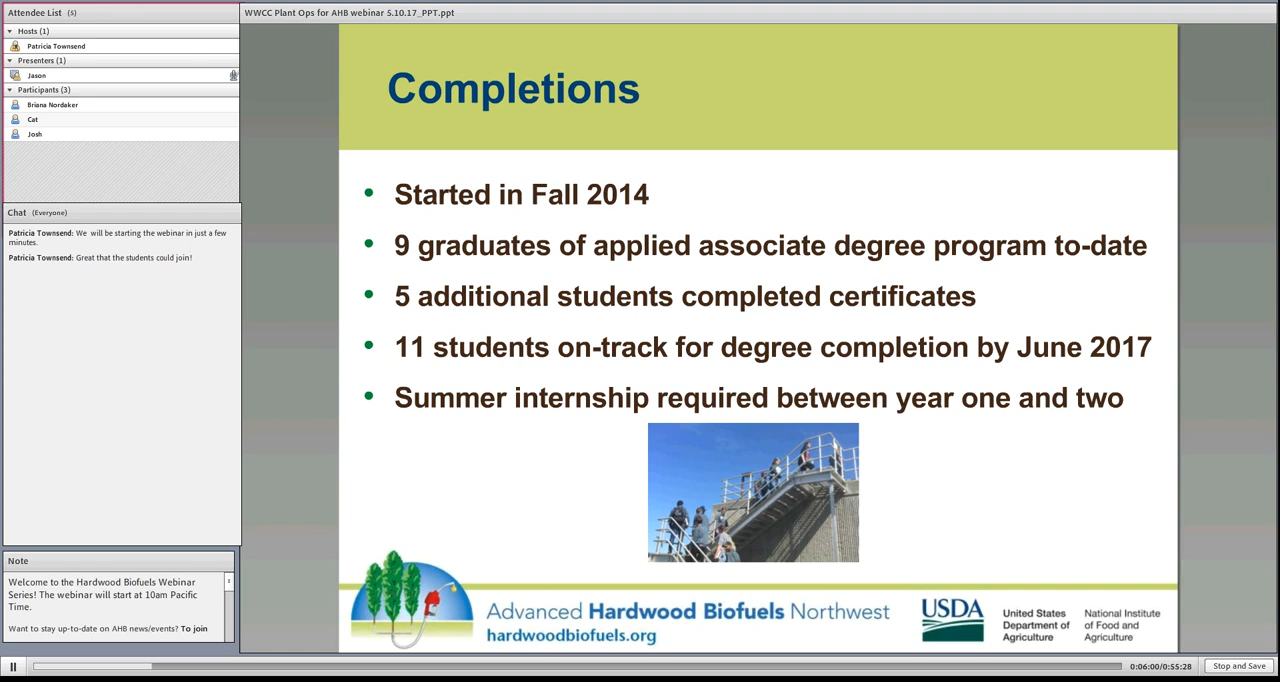 Attendee List (5)
WWCC Plant Ops for AHB webinar 5.10.17_PPT.ppt
Hosts (1)
Patricia Townsend
Presenters (1)
Jason
Participants (3)
Briana Nordaker
Cat
Josh
Chat (Everyone)
Patricia Townsend: We will be starting the webinar in just a few
minutes.
Patricia Townsend: Great that the students could join!
Note
Welcome to the Hardwood Biofuels Webinar
Series! The webinar will start at 10am Pacific
Time.
Want to stay up-to-date on AHB news/events? To join
Completions
• Started in Fall 2014
• 9 graduates of applied associate degree program to-date
• 5 additional students completed certificates
• 11 students on-track for degree completion by June 2017
• Summer internship required between year one and two
Advanced Hardwood Biofuels Northwest
hardwoodbiofuels.org
USDA
United States
Department of
Agriculture
National Institute
of Food and
Agriculture
0:06:00/0:55:28
Stop and Save